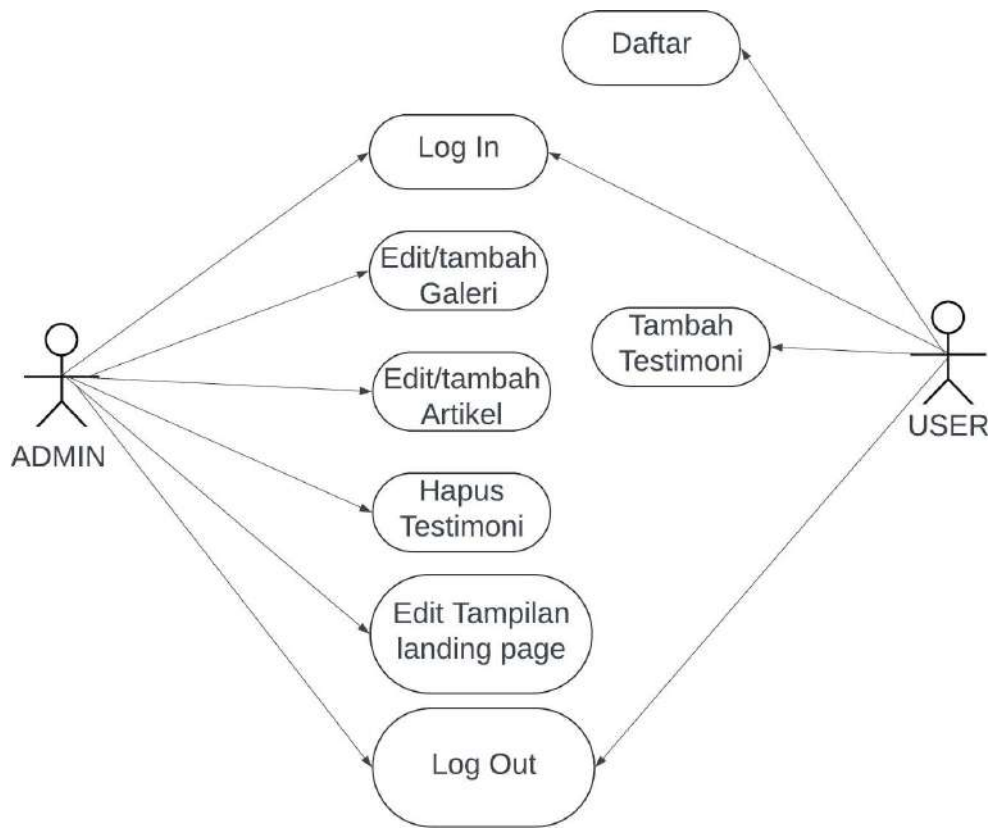 Daftar
Log In
Edit/tambah
Galeri
Tambah
Testimoni
Edit/tambah
Artikel
ADMIN
USER
Hapus
Testimoni
Edit Tampilan
landing page
Log Out